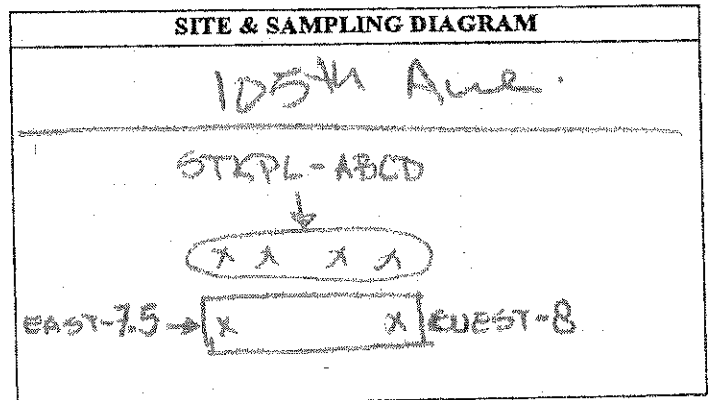 SITE & SAMPLING DIAGRAM
105th Ave.
STKPL-ABCD
x x x x
EAST-7.5 → x x ← WEST-8